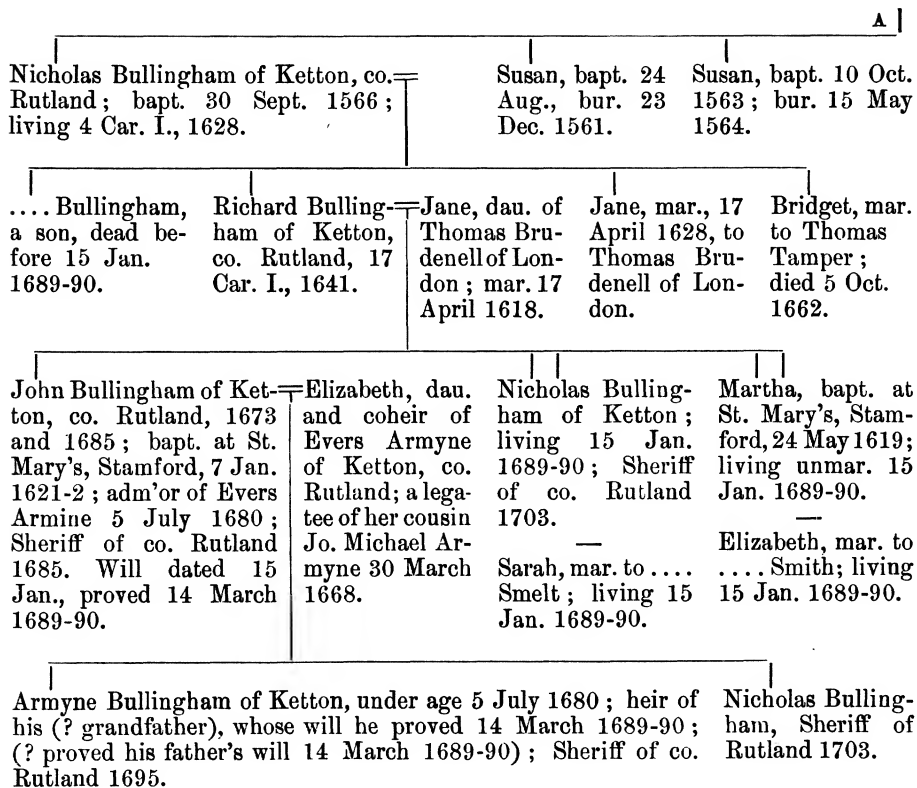 A
Nicholas Bullingham of Ketton, co.
Rutland; bapt. 30 Sept. 1566;
living 4 Car. I., 1628.
Susan, bapt. 24
Aug., bur. 23
Dec. 1561.
Susan, bapt. 10 Oct.
1563; bur. 15 May
1564.
.... Bullingham,
a son, dead be-
fore 15 Jan.
1689-90.
Richard Bulling-
ham of Ketton,
co. Rutland, 17
Car. I., 1641.
Jane, dau. of
Thomas Bru-
denell of Lon-
don; mar. 17
April 1618.
Jane, mar., 17
April 1628, to
Thomas Bru-
denell of Lon-
don.
Bridget, mar.
to Thomas
Tamper;
died 5 Oct.
1662.
John Bullingham of Ket-
ton, co. Rutland, 1673
and 1685; bapt. at St.
Mary's, Stamford, 7 Jan.
1621-2; adm'or of Evers
Armine 5 July 1680;
Sheriff of co. Rutland
1685. Will dated 15
Jan., proved 14 March
1689-90.
Elizabeth, dau.
and coheir of
Evers Armyne
of Ketton, co.
Rutland; a lega-
tee of her cousin
Jo. Michael Ar-
myne 30 March
1668.
Nicholas Bulling-
ham of Ketton;
living 15 Jan.
1689-90; Sheriff
of co. Rutland
1703.
—
Sarah, mar. to ....
Smelt; living 15
Jan. 1689-90.
Martha, bapt. at
St. Mary's, Stam-
ford, 24 May 1619;
living unmar. 15
Jan. 1689-90.
—
Elizabeth, mar. to
.... Smith; living
15 Jan. 1689-90.
Armyne Bullingham of Ketton, under age 5 July 1680; heir of
his (? grandfather), whose will he proved 14 March 1689-90;
(? proved his father's will 14 March 1689-90); Sheriff of co.
Rutland 1695.
Nicholas Bulling-
ham, Sheriff of
Rutland 1703.